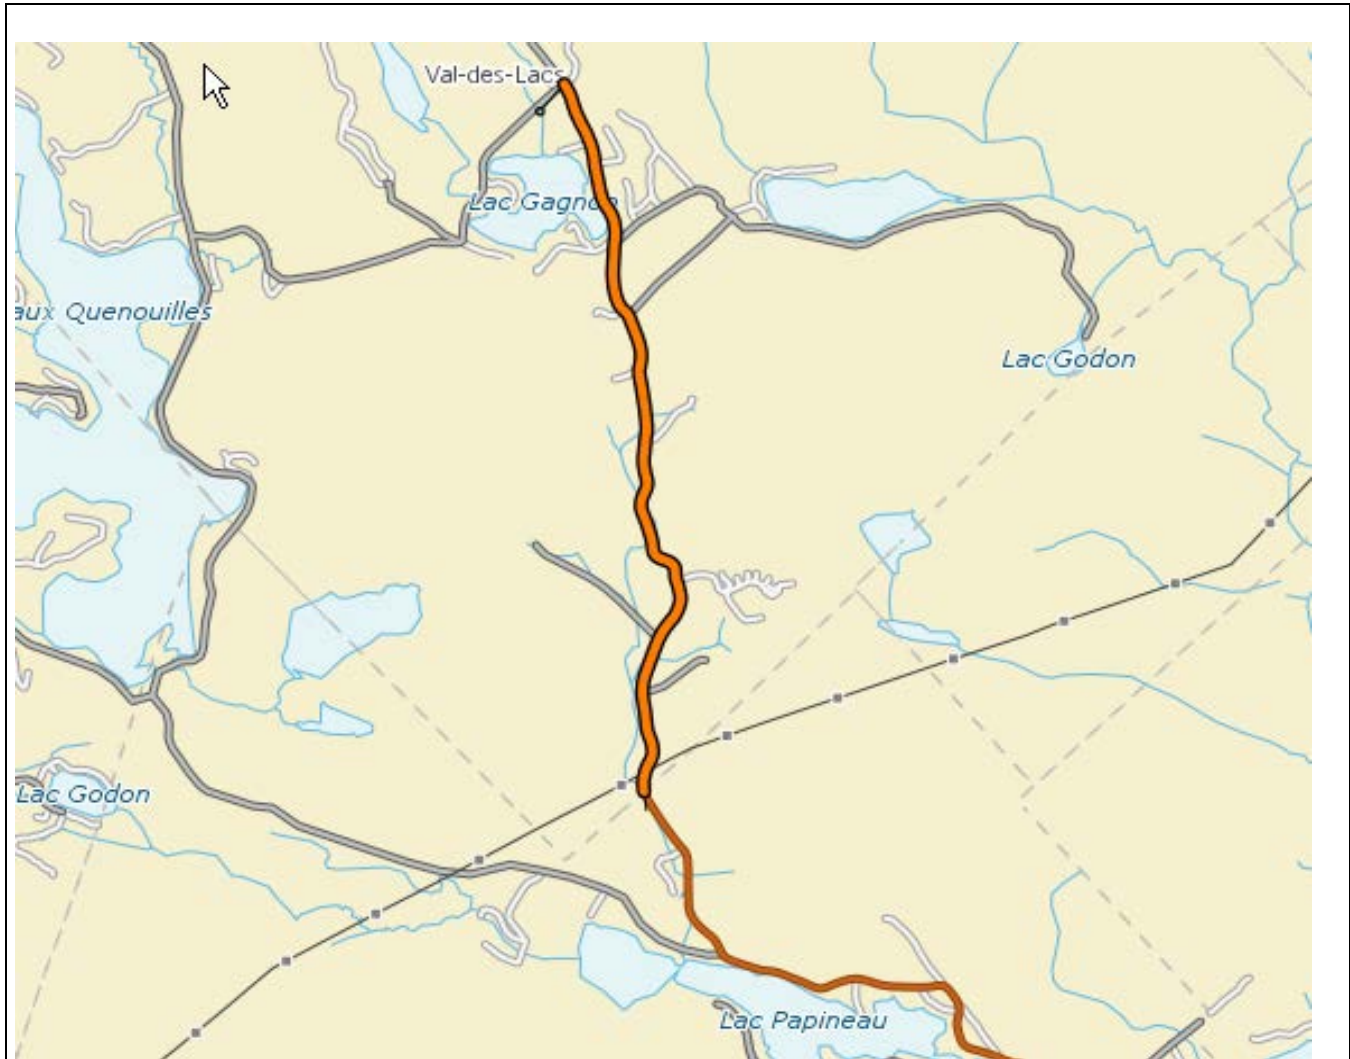 Val-des-Lacs
Lac Gagnon
aux Quenouilles
Lac Godon
Lac Godon
Lac Papineau